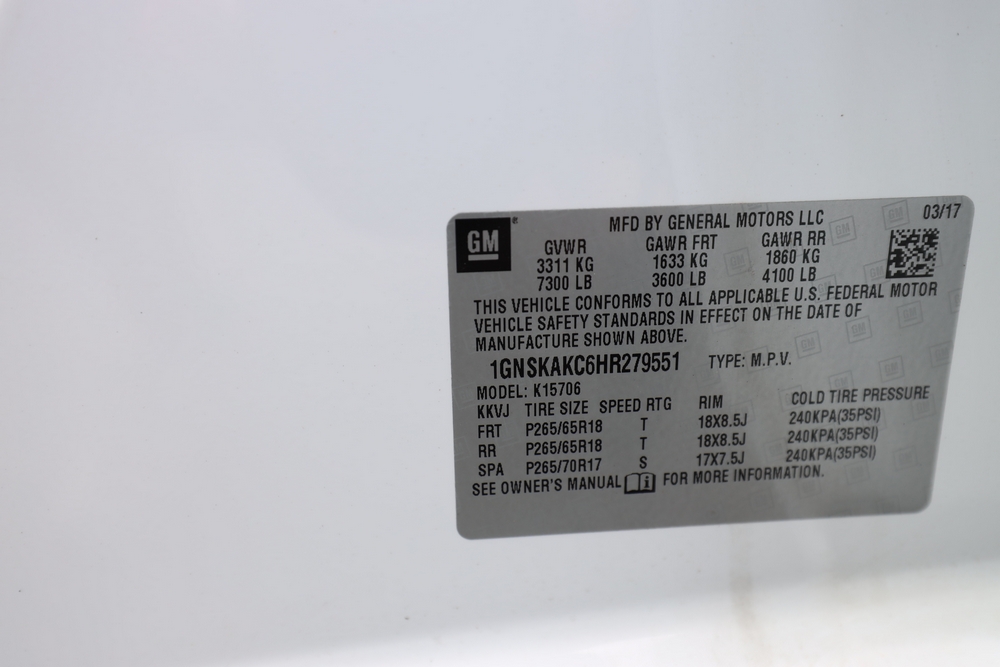 GM
MFD BY GENERAL MOTORS LLC 03/17
GVWR GAWR FRT GAWR RR
3311 KG 1633 KG 1860 KG
7300 LB 3600 LB 4100 LB
THIS VEHICLE CONFORMS TO ALL APPLICABLE U.S. FEDERAL MOTOR
VEHICLE SAFETY STANDARDS IN EFFECT ON THE DATE OF
MANUFACTURE SHOWN ABOVE.
1GNSKAKC6HR279551 TYPE: M.P.V.
MODEL: K15706
KKVJ TIRE SIZE SPEED RTG RIM COLD TIRE PRESSURE
FRT P265/65R18 T 18X8.5J 240KPA(35PSI)
RR P265/65R18 T 18X8.5J 240KPA(35PSI)
SPA P265/70R17 S 17X7.5J 240KPA(35PSI)
SEE OWNER'S MANUAL i FOR MORE INFORMATION.